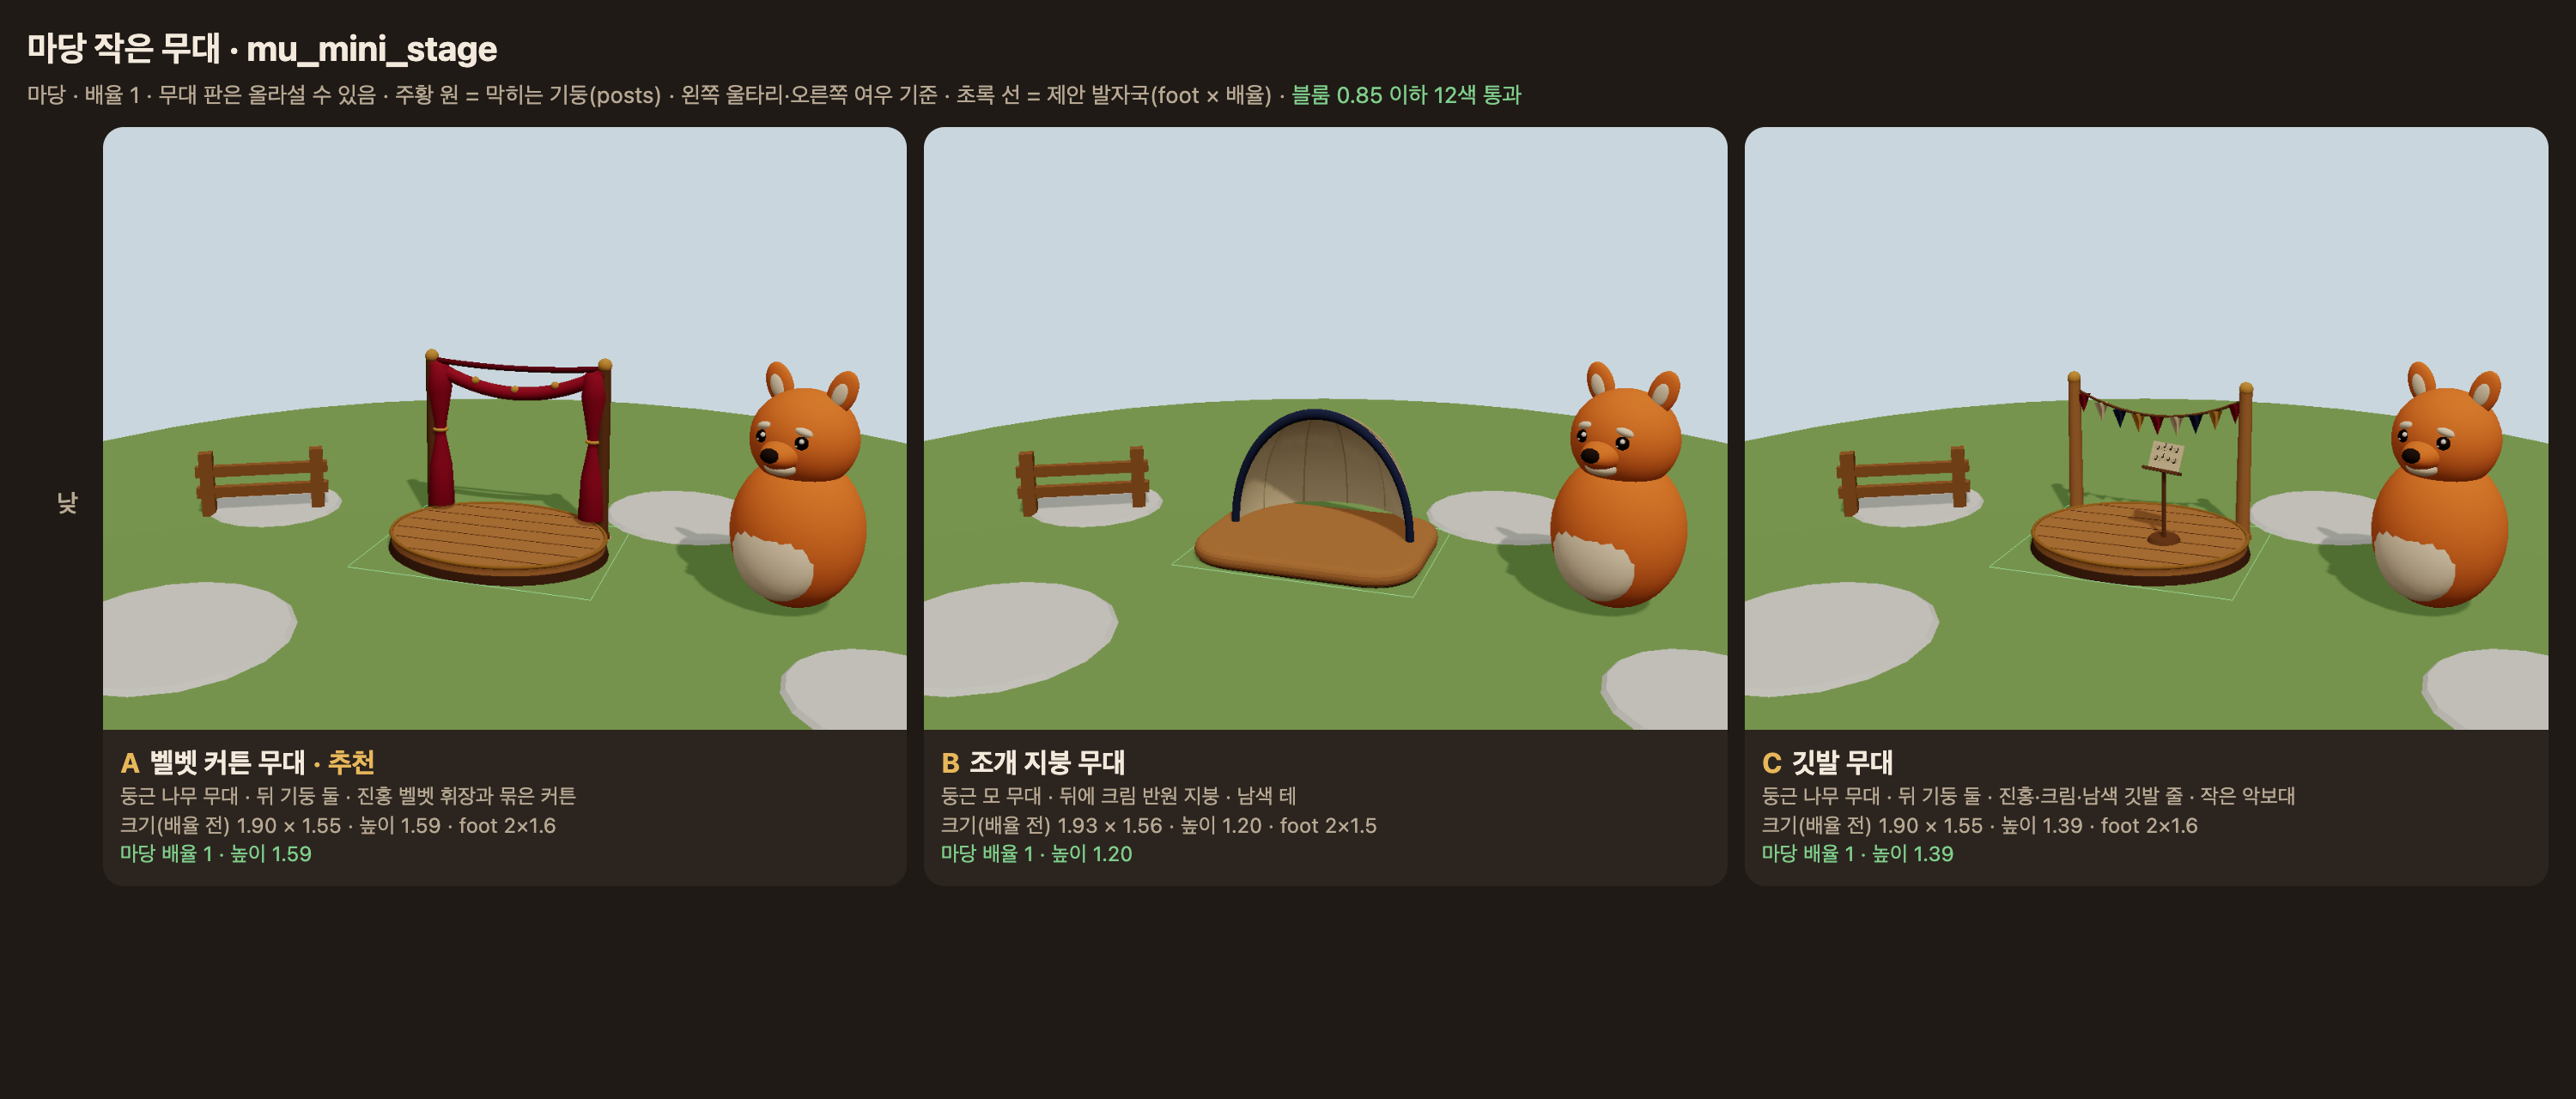 마당 작은 무대 · mu_mini_stage
마당 · 배율 1 · 무대 판은 올라설 수 있음 · 주황 원 = 막히는 기둥(posts) · 왼쪽 울타리·오른쪽 여우 기준 · 초록 선 = 제안 발자국(foot × 배율) · 블룸 0.85 이하 12색 통과
낮
A 벨벳 커튼 무대 · 추천
둥근 나무 무대 · 뒤 기둥 둘 · 진홍 벨벳 휘장과 묶은 커튼
크기(배율 전) 1.90 × 1.55 · 높이 1.59 · foot 2×1.6
마당 배율 1 · 높이 1.59
B 조개 지붕 무대
둥근 모 무대 · 뒤에 크림 반원 지붕 · 남색 테
크기(배율 전) 1.93 × 1.56 · 높이 1.20 · foot 2×1.5
마당 배율 1 · 높이 1.20
C 깃발 무대
둥근 나무 무대 · 뒤 기둥 둘 · 진홍·크림·남색 깃발 줄 · 작은 악보대
크기(배율 전) 1.90 × 1.55 · 높이 1.39 · foot 2×1.6
마당 배율 1 · 높이 1.39